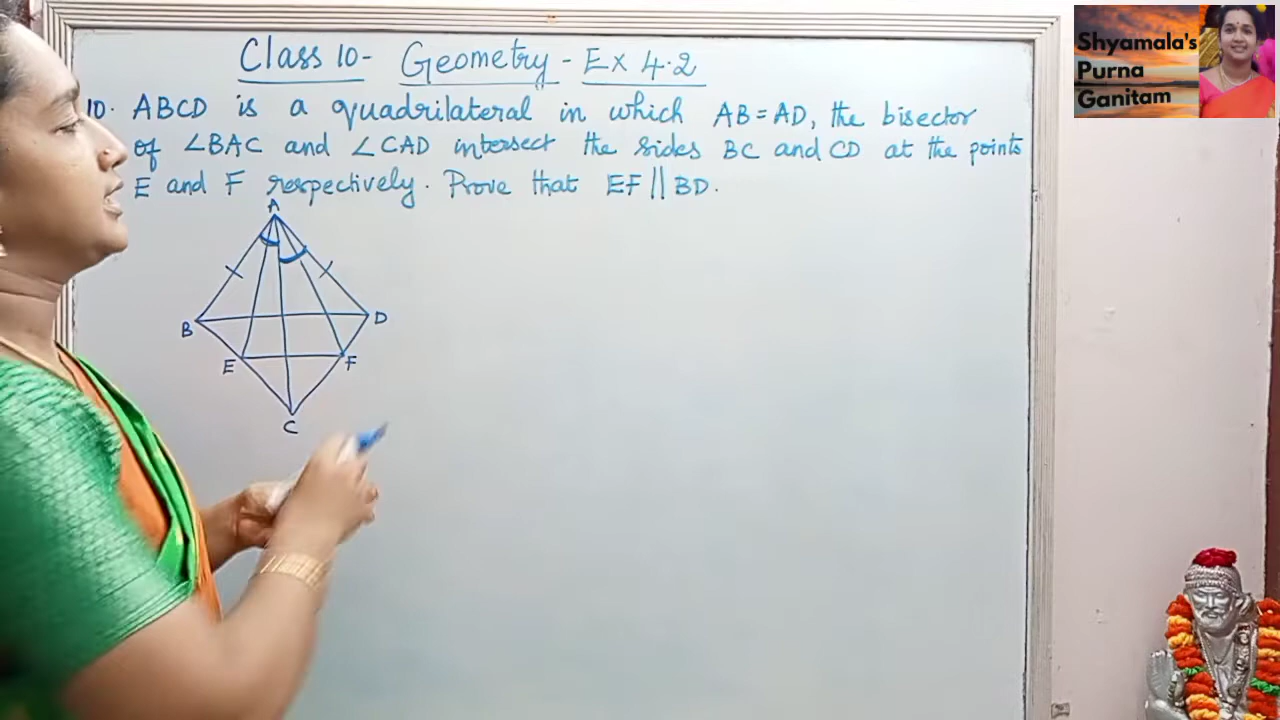 Class 10- Geometry - Ex 4.2
10. ABCD is a quadrilateral in which AB=AD, the bisector
of ∠BAC and ∠CAD intersect the sides BC and CD at the points
E and F respectively. Prove that EF || BD.
A
B
D
E
F
C
Shyamala's
Purna
Ganitam